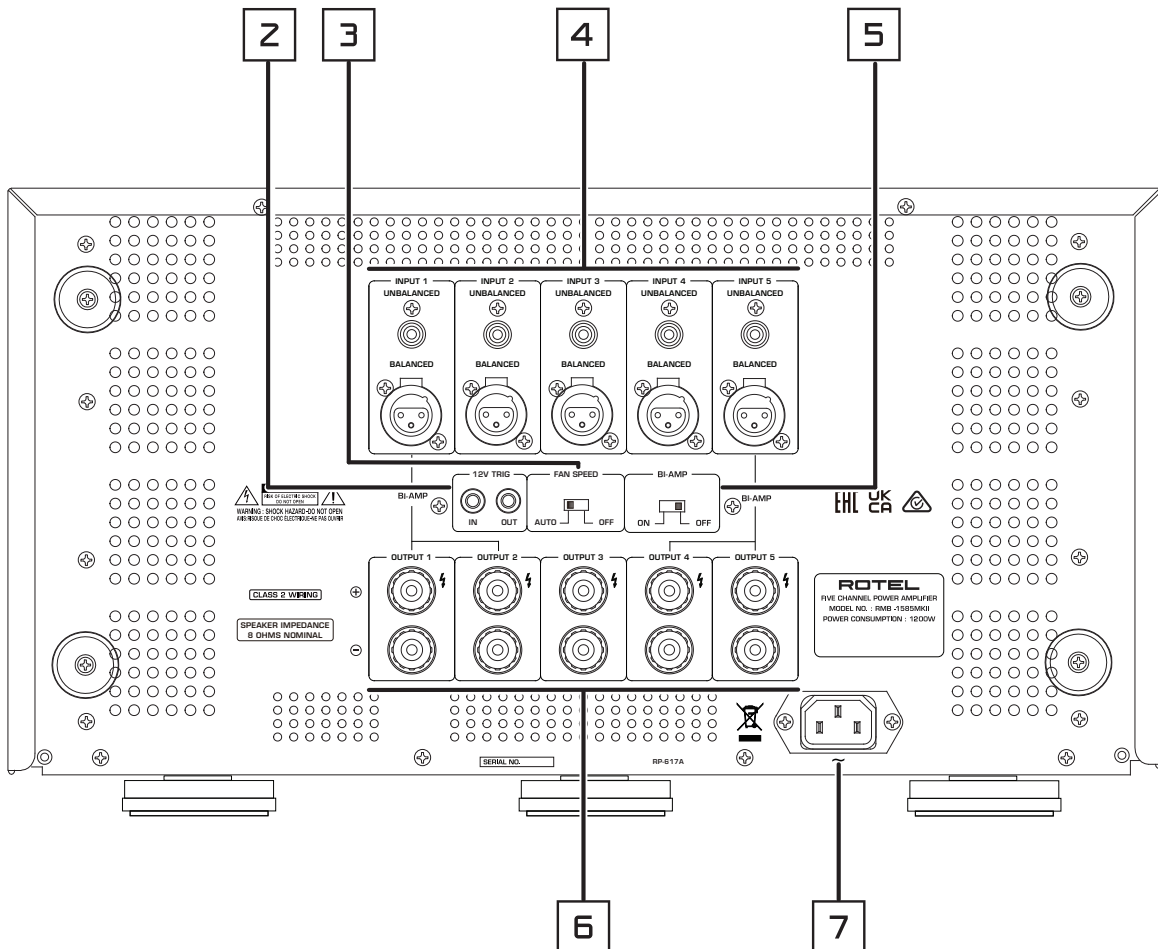 2 3 4 5
INPUT 1 INPUT 2 INPUT 3 INPUT 4 INPUT 5
UNBALANCED UNBALANCED UNBALANCED UNBALANCED UNBALANCED
BALANCED BALANCED BALANCED BALANCED BALANCED
12V TRIG FAN SPEED BI-AMP
BI-AMP BI-AMP
IN OUT AUTO OFF ON OFF
RISK OF ELECTRIC SHOCK
DO NOT OPEN
WARNING : SHOCK HAZARD-DO NOT OPEN
AVIS:RISQUE DE CHOC ELECTRIQUE-NE PAS OUVRIR
EAC UK
CA
OUTPUT 1 OUTPUT 2 OUTPUT 3 OUTPUT 4 OUTPUT 5
CLASS 2 WIRING +
SPEAKER IMPEDANCE
8 OHMS NOMINAL
−
ROTEL
FIVE CHANNEL POWER AMPLIFIER
MODEL NO. : RMB -1585MKII
POWER CONSUMPTION : 1200W
SERIAL NO. RP-617A ~
6 7